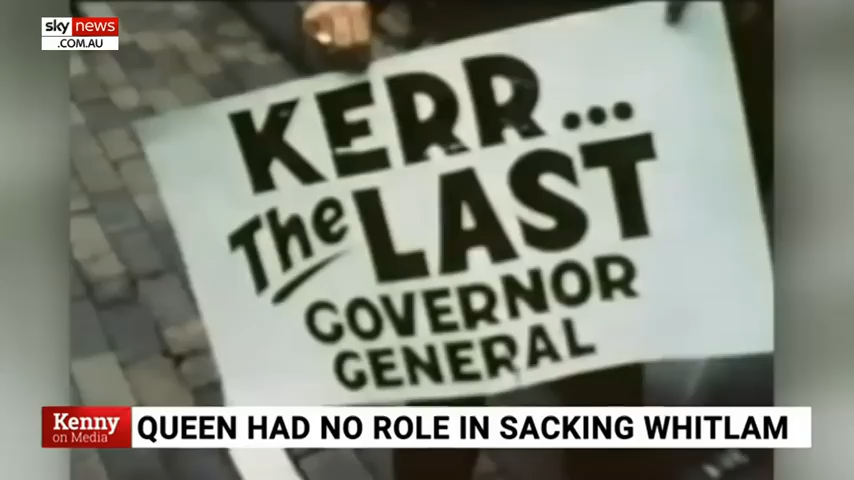 sky news
.COM.AU
KERR...
The LAST
GOVERNOR
GENERAL
Kenny
on Media
QUEEN HAD NO ROLE IN SACKING WHITLAM